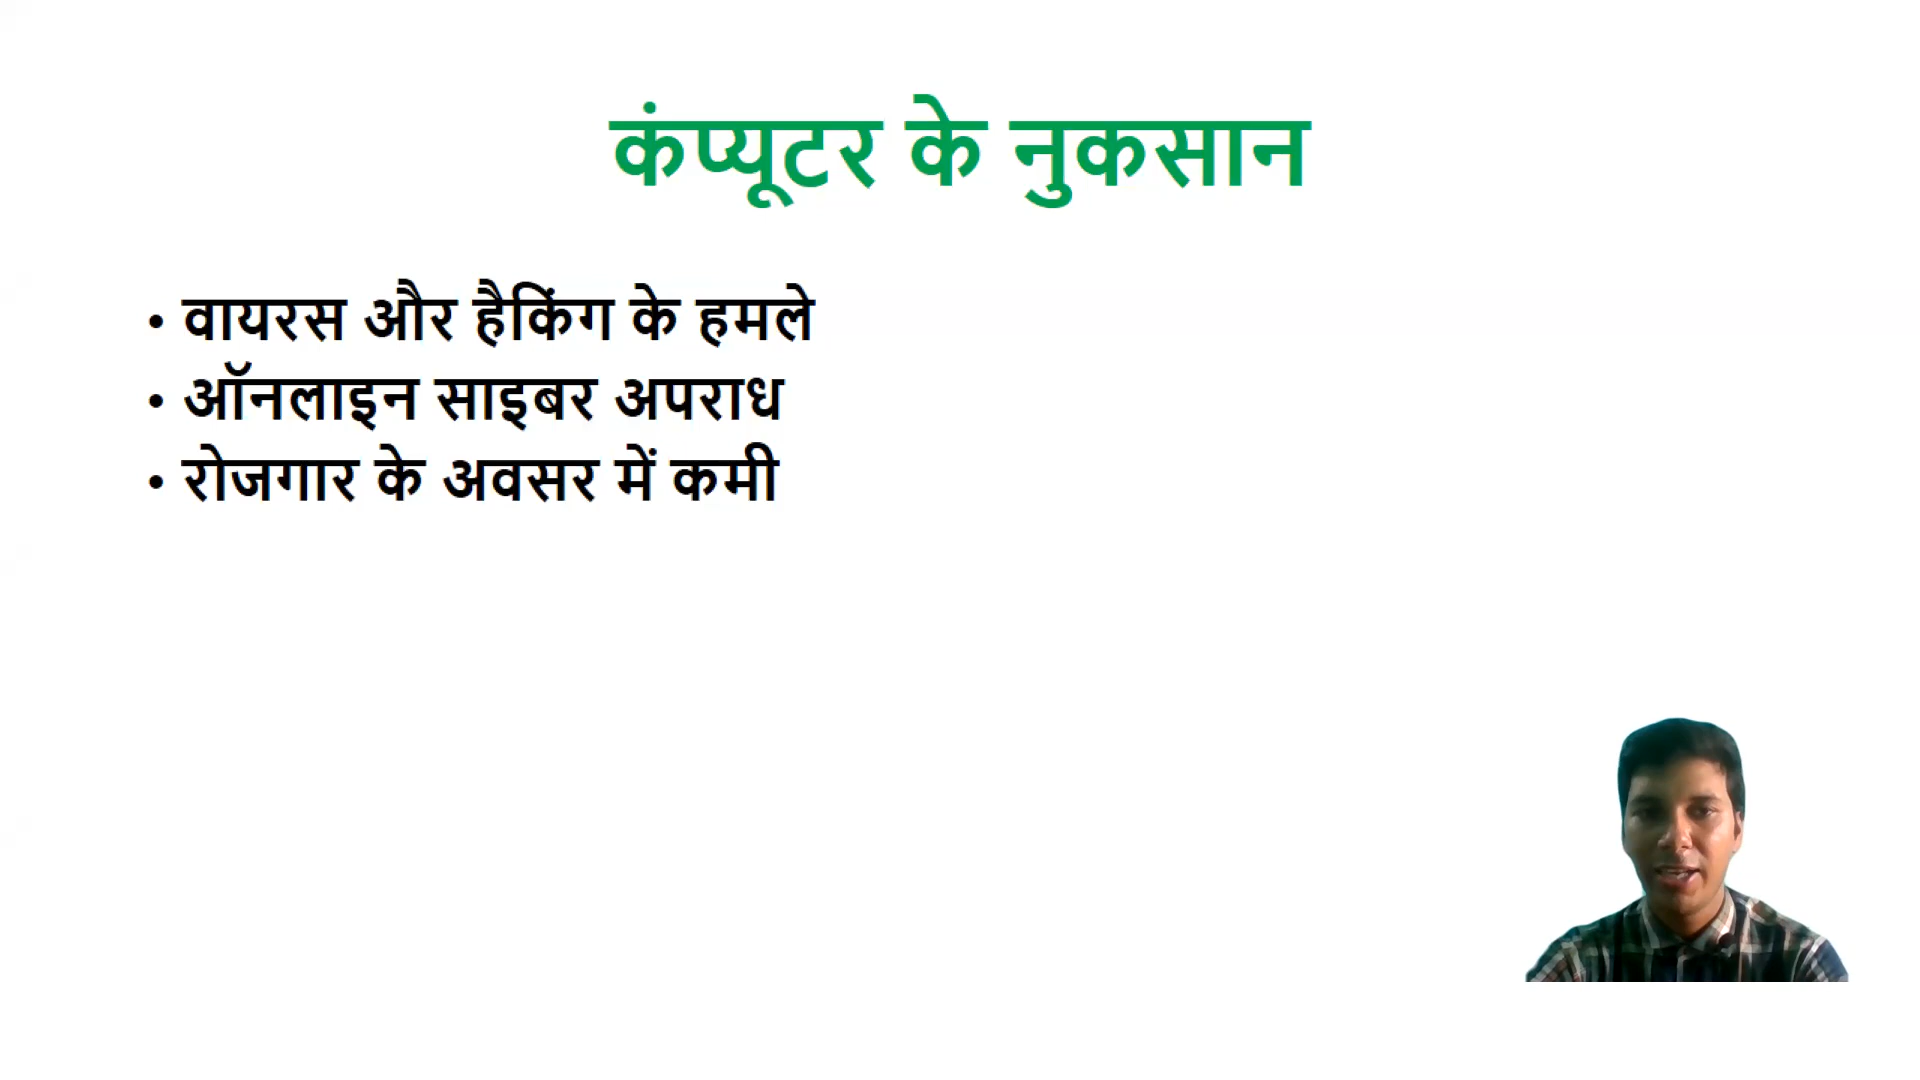 कंप्यूटर के नुकसान
• वायरस और हैकिंग के हमले
• ऑनलाइन साइबर अपराध
• रोजगार के अवसर में कमी